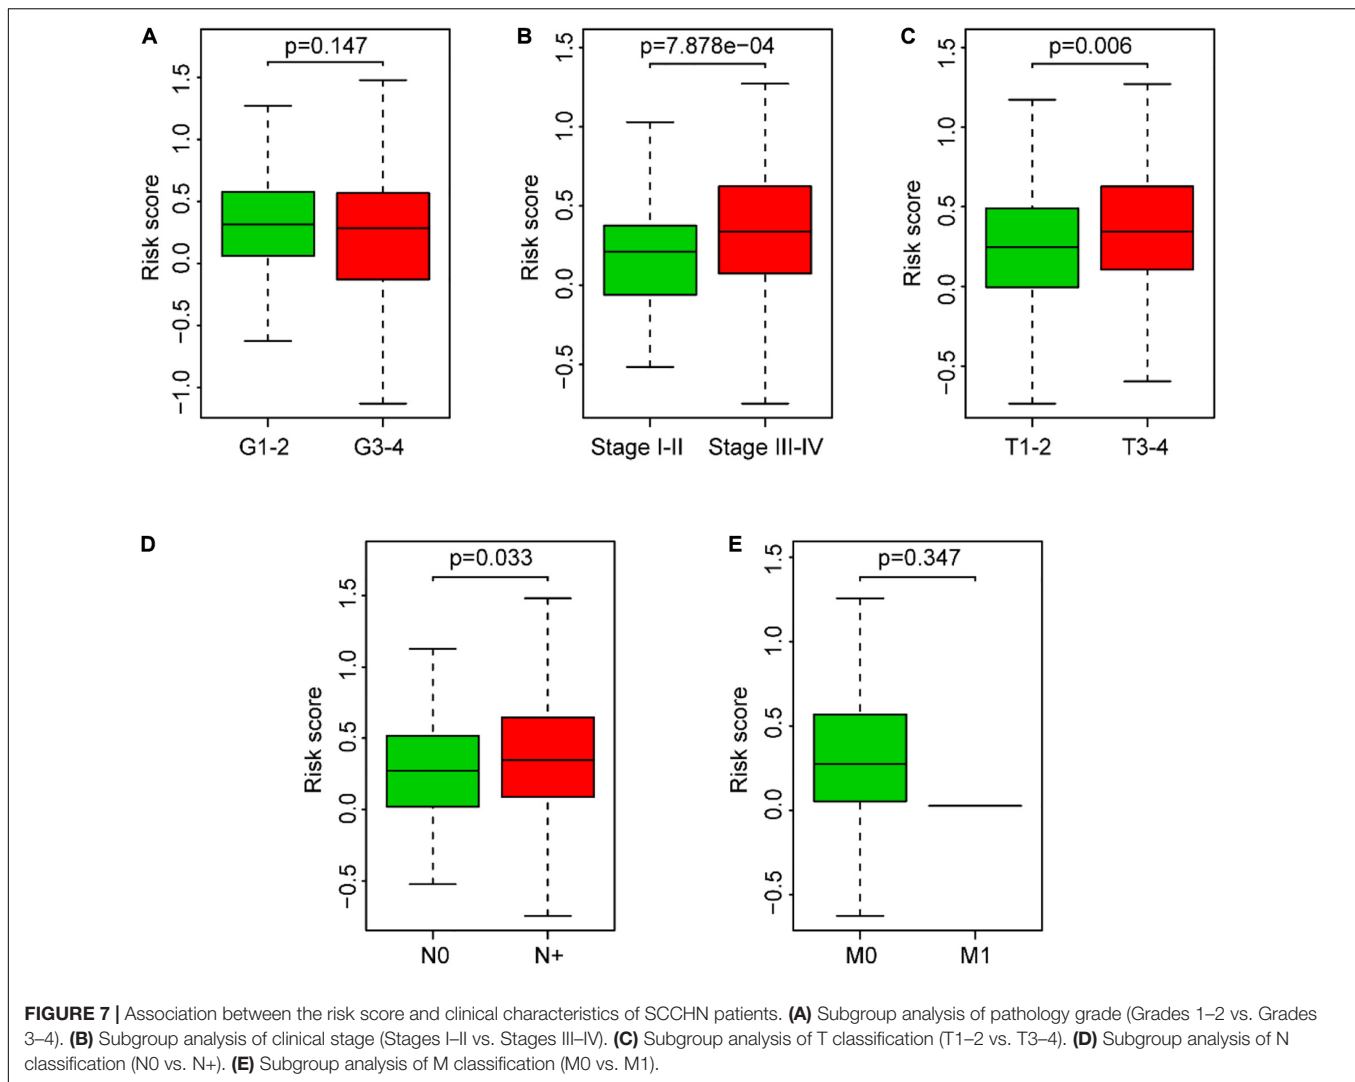 A
p=0.147
Risk score
1.5
1.0
0.5
0.0
−0.5
−1.0
G1-2 G3-4
B
p=7.878e−04
Risk score
1.5
1.0
0.5
0.0
−0.5
Stage I-II Stage III-IV
C
p=0.006
Risk score
1.5
1.0
0.5
0.0
−0.5
T1-2 T3-4
D
p=0.033
Risk score
1.5
1.0
0.5
0.0
−0.5
N0 N+
E
p=0.347
Risk score
1.5
1.0
0.5
0.0
−0.5
M0 M1
FIGURE 7 | Association between the risk score and clinical characteristics of SCCHN patients. (A) Subgroup analysis of pathology grade (Grades 1–2 vs. Grades
3–4). (B) Subgroup analysis of clinical stage (Stages I–II vs. Stages III–IV). (C) Subgroup analysis of T classification (T1–2 vs. T3–4). (D) Subgroup analysis of N
classification (N0 vs. N+). (E) Subgroup analysis of M classification (M0 vs. M1).